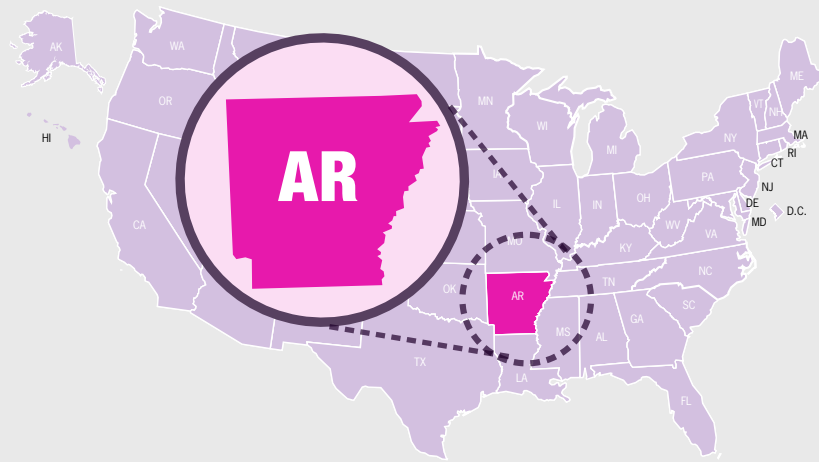 AK
WA
ME
OR
MN
VT
NH
AR
WI
NY
MA
HI
MI
RI
CT
PA
IA
NJ
IL
IN
OH
DE
D.C.
CA
WV
MD
VA
MO
KY
NC
TN
OK
AR
SC
GA
MS
AL
TX
LA
FL